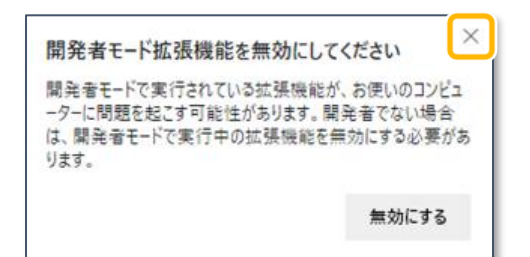 開発者モード拡張機能を無効にしてください
開発者モードで実行されている拡張機能が、お使いのコンピュ
ーターに問題を起こす可能性があります。開発者でない場合
は、開発者モードで実行中の拡張機能を無効にする必要があ
ります。
無効にする